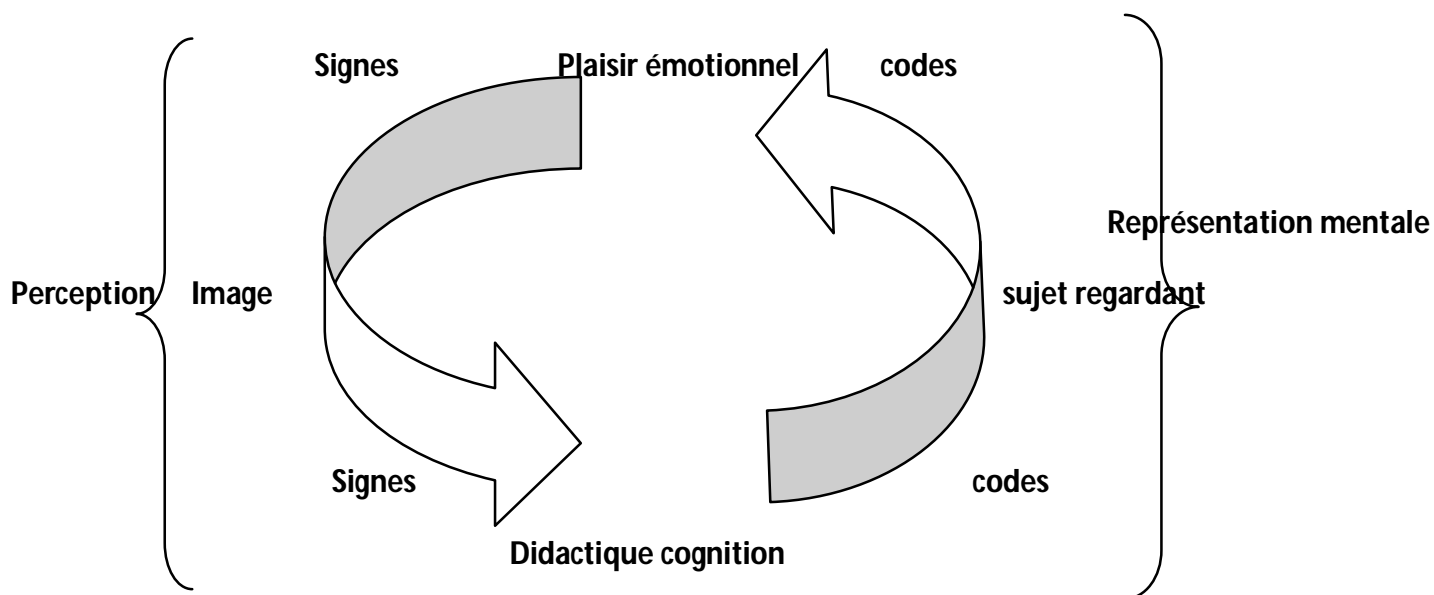 Signes Plaisir émotionnel codes
Représentation mentale
Perception Image sujet regardant
Signes codes
Didactique cognition